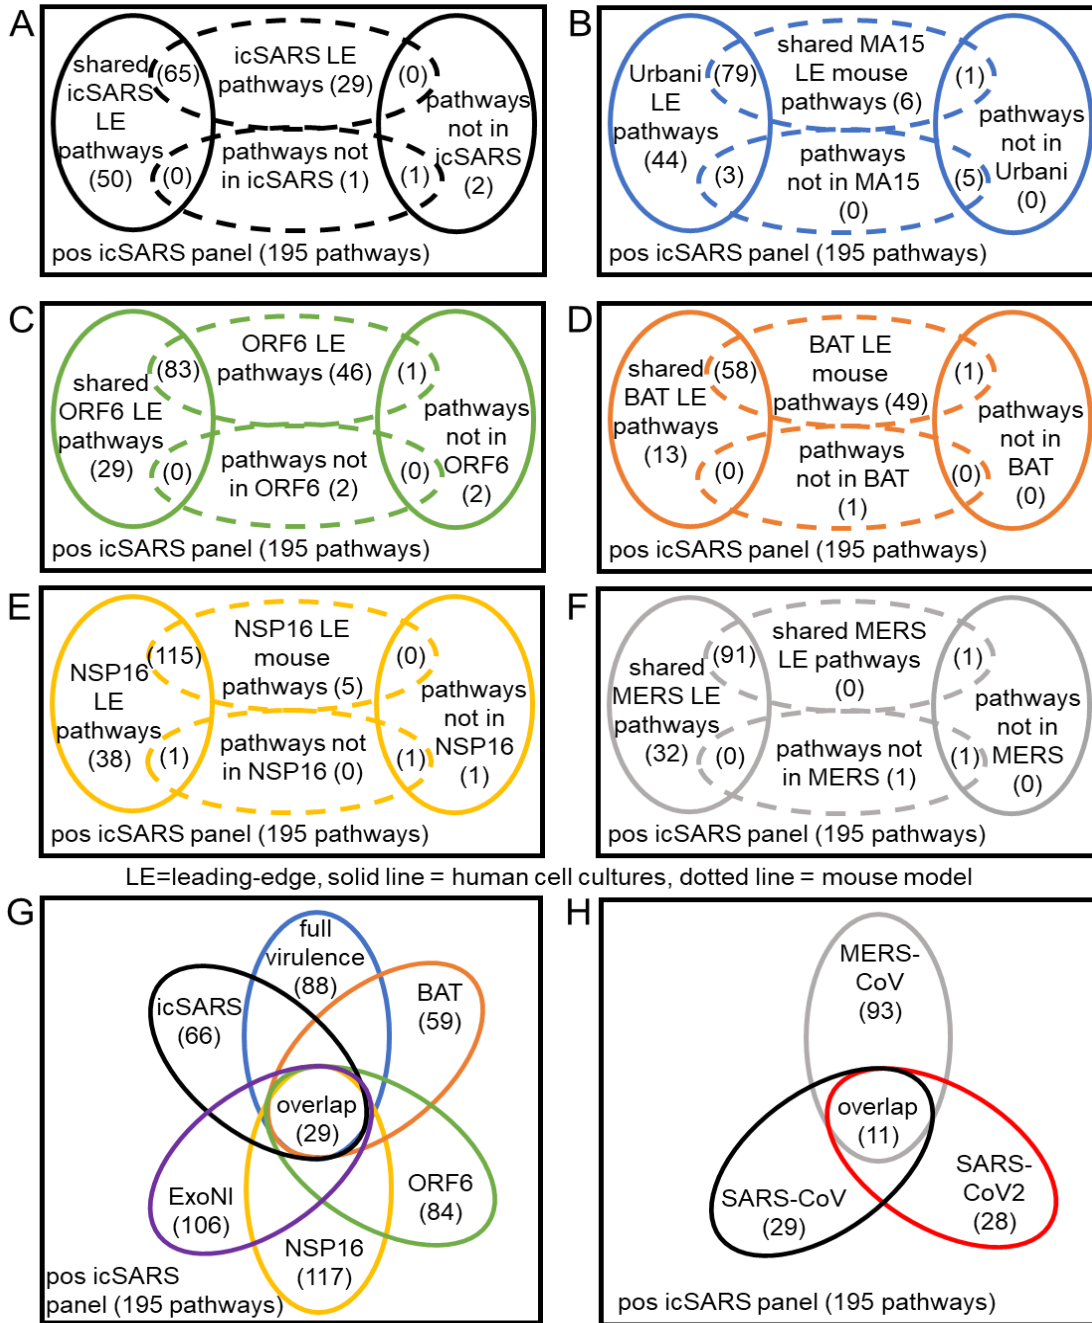 A
shared
icSARS
LE
pathways
(50)
(65)
icSARS LE
pathways (29)
(0)
pathways not
in icSARS (1)
(0)
(1)
pathways
not in
icSARS
(2)
pos icSARS panel (195 pathways)
B
Urbani
LE
pathways
(44)
(79)
shared MA15
LE mouse
pathways (6)
(1)
pathways
not in MA15
(0)
(3)
(5)
pathways
not in
Urbani
(0)
pos icSARS panel (195 pathways)
C
shared
ORF6 LE
pathways
(29)
(83)
ORF6 LE
pathways (46)
(1)
pathways not
in ORF6 (2)
(0)
(0)
pathways
not in
ORF6
(2)
pos icSARS panel (195 pathways)
D
shared
BAT LE
pathways
(13)
(58)
BAT LE
mouse
pathways (49)
(1)
pathways
not in BAT
(1)
(0)
(0)
pathways
not in
BAT
(0)
pos icSARS panel (195 pathways)
E
NSP16
LE
pathways
(38)
(115)
NSP16 LE
mouse
pathways (5)
(0)
pathways not
in NSP16 (0)
(1)
(1)
pathways
not in
NSP16
(1)
pos icSARS panel (195 pathways)
F
shared
MERS LE
pathways
(32)
(91)
shared MERS
LE pathways
(0)
(1)
pathways not
in MERS (1)
(0)
(1)
pathways
not in
MERS
(0)
pos icSARS panel (195 pathways)
LE=leading-edge, solid line = human cell cultures, dotted line = mouse model
G
full
virulence
(88)
icSARS
(66)
BAT
(59)
overlap
(29)
ExoNI
(106)
ORF6
(84)
NSP16
(117)
pos icSARS
panel (195 pathways)
H
MERS-
CoV
(93)
overlap
(11)
SARS-CoV
(29)
SARS-
CoV2
(28)
pos icSARS panel (195 pathways)